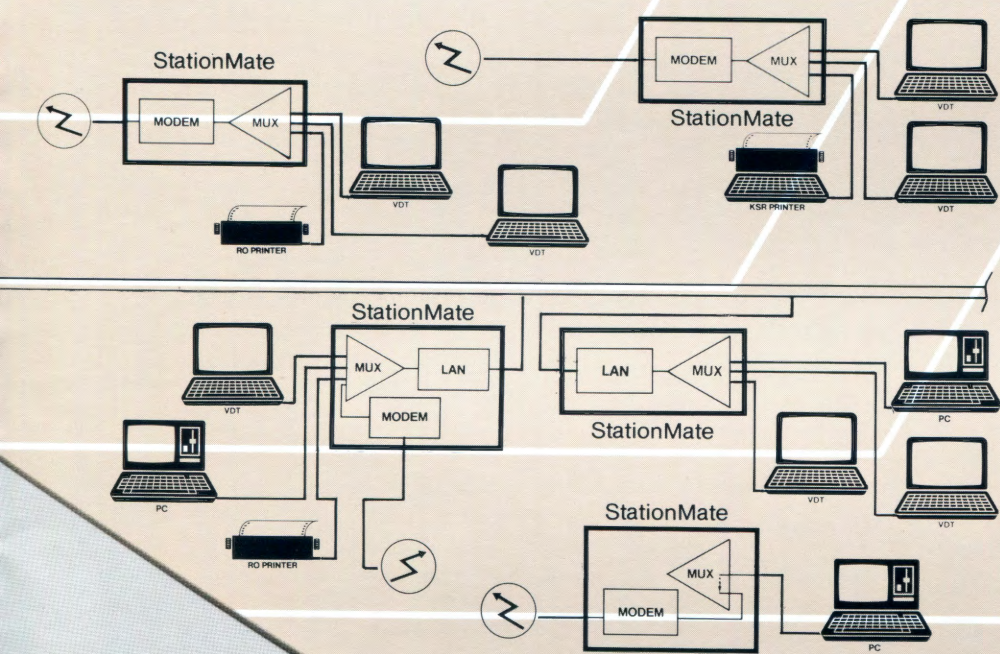 StationMate
MODEM
MUX
VDT
VDT
RO PRINTER
MODEM
MUX
StationMate
VDT
VDT
KSR PRINTER
StationMate
MUX
LAN
MODEM
VDT
PC
RO PRINTER
LAN
MUX
StationMate
PC
VDT
VDT
StationMate
MUX
MODEM
PC